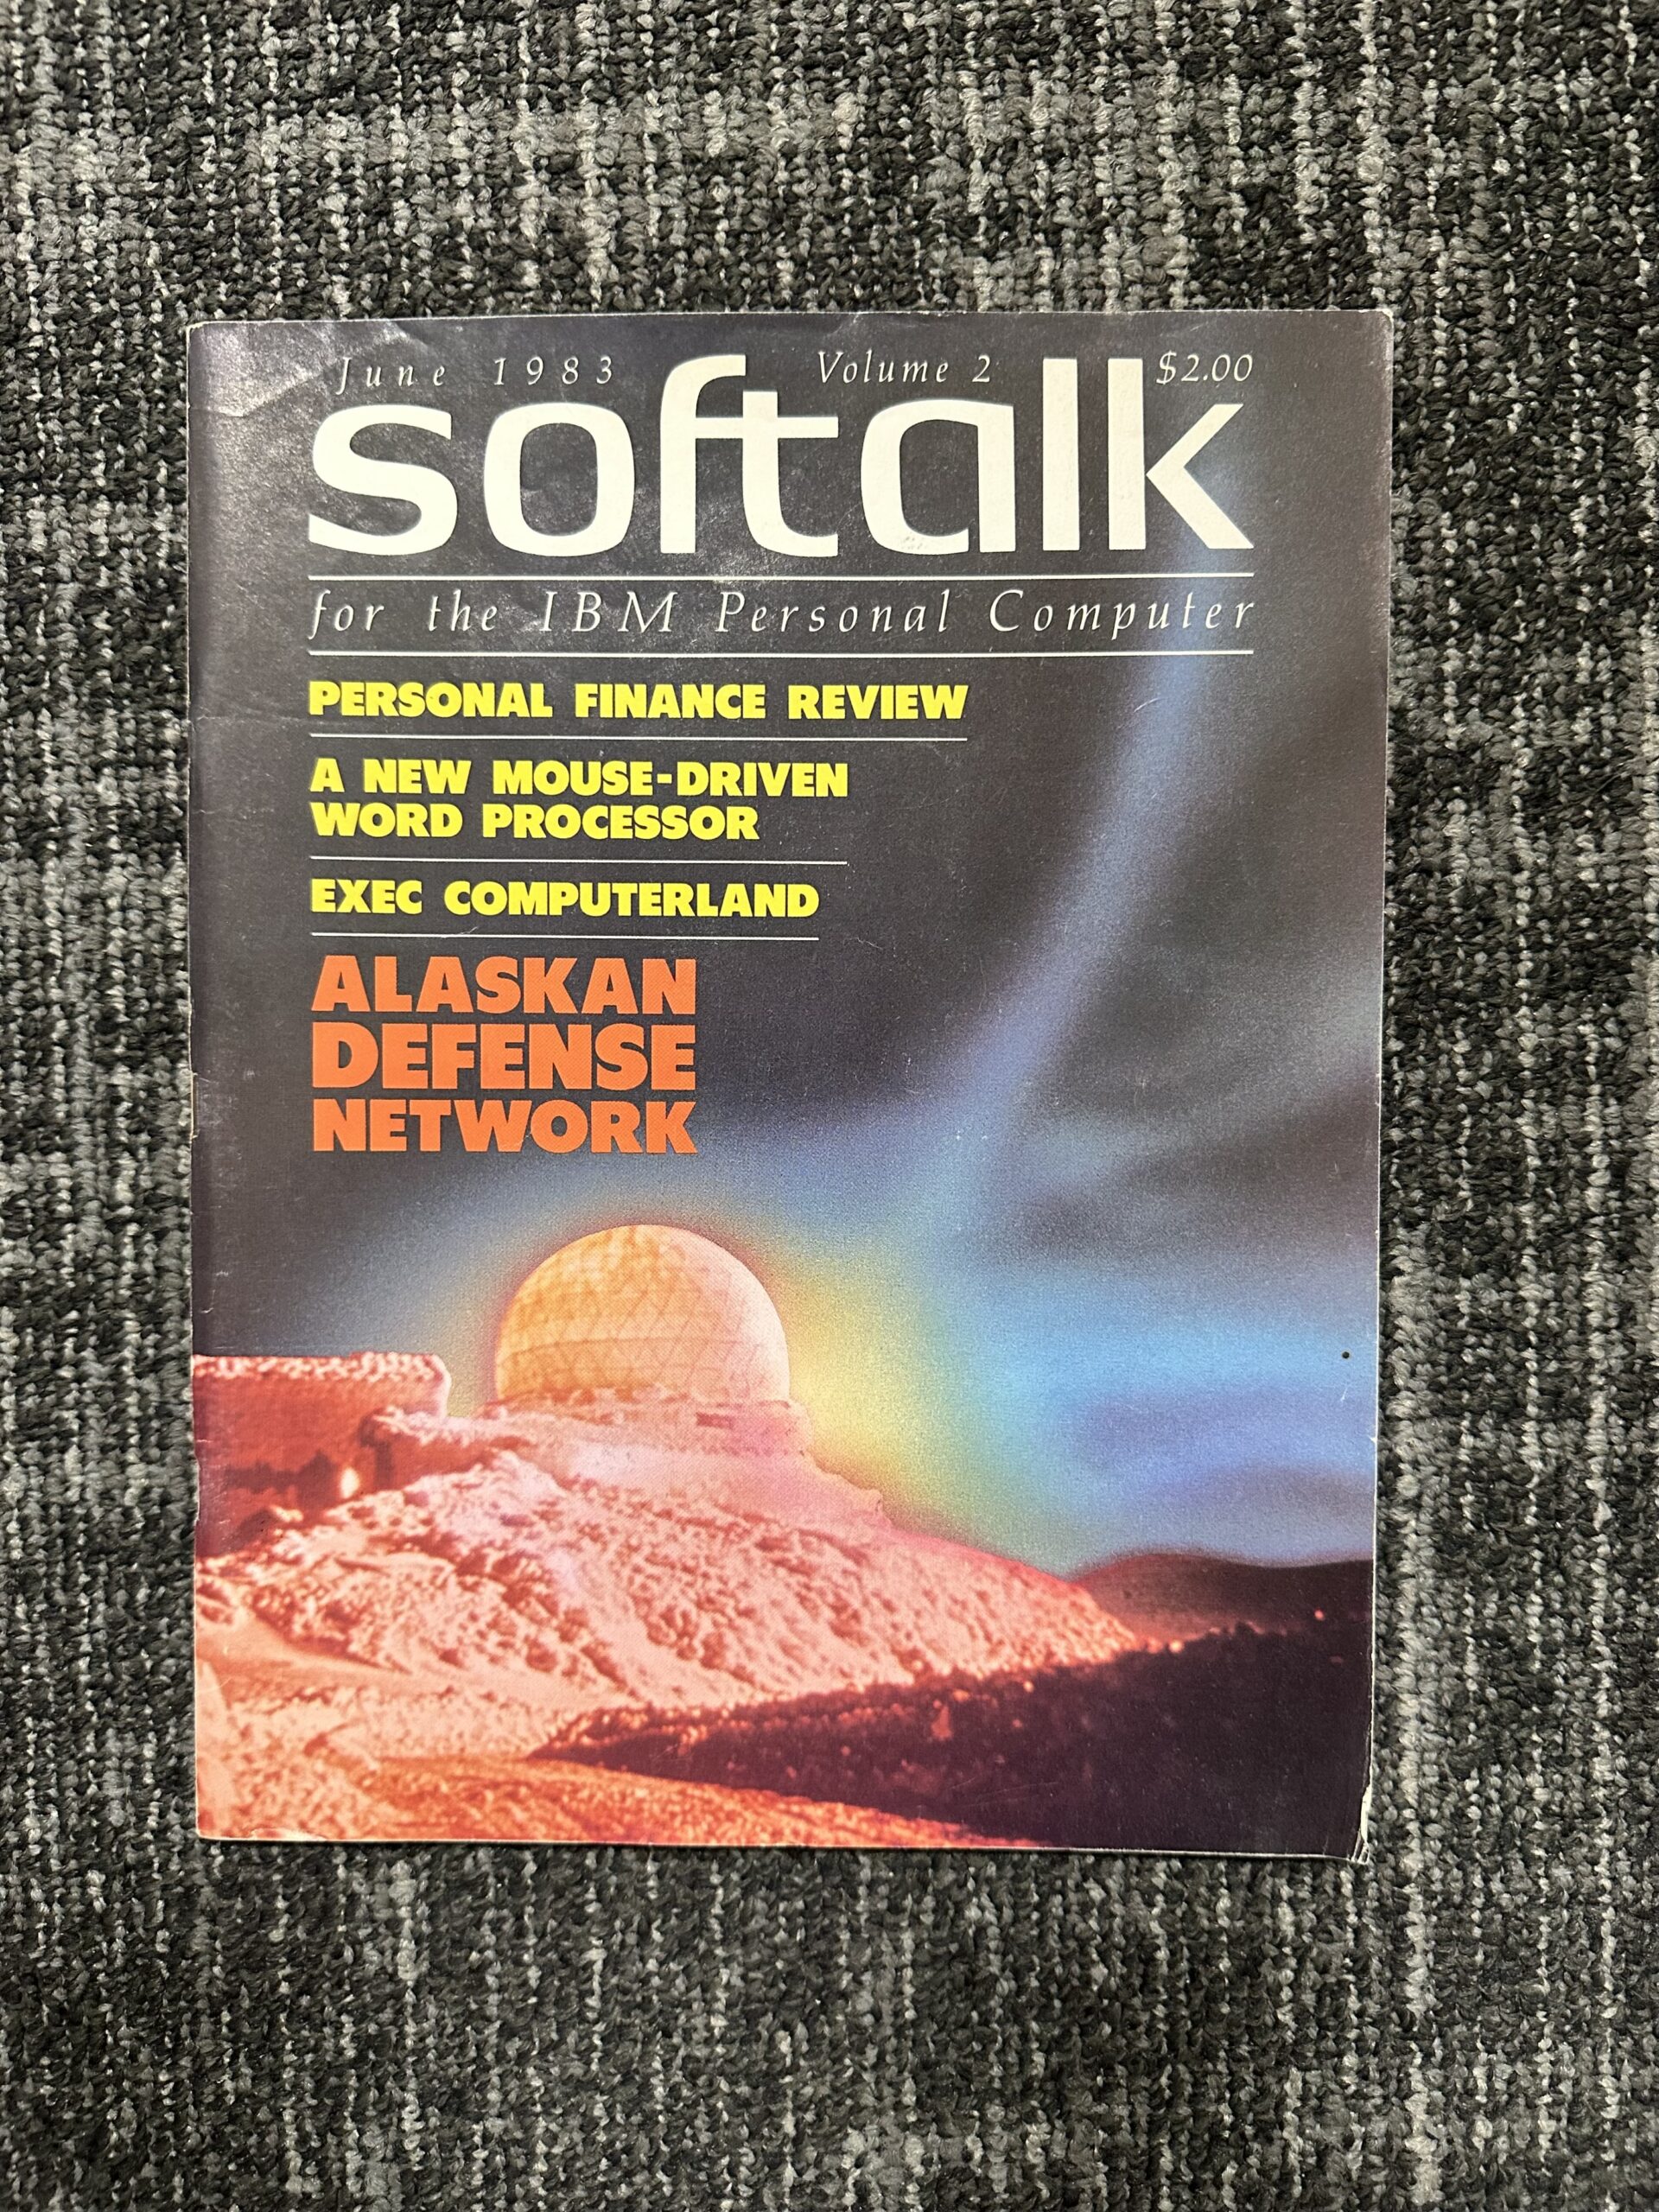 June 1983 Volume 2 $2.00
softalk
for the IBM Personal Computer
PERSONAL FINANCE REVIEW
A NEW MOUSE-DRIVEN
WORD PROCESSOR
EXEC COMPUTERLAND
ALASKAN
DEFENSE
NETWORK